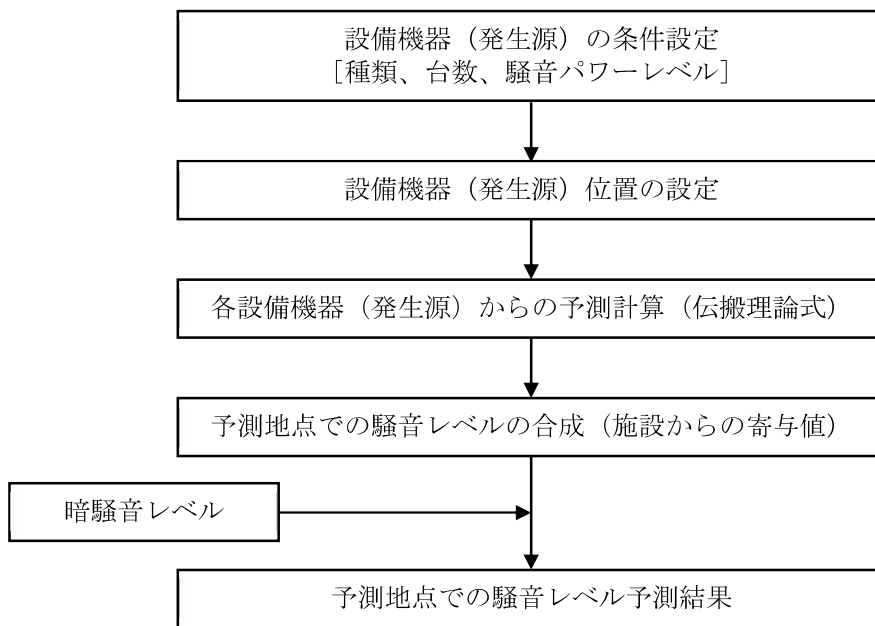 設備機器（発生源）の条件設定
［種類、台数、騒音パワーレベル］
設備機器（発生源）位置の設定
各設備機器（発生源）からの予測計算（伝搬理論式）
予測地点での騒音レベルの合成（施設からの寄与値）
暗騒音レベル
予測地点での騒音レベル予測結果